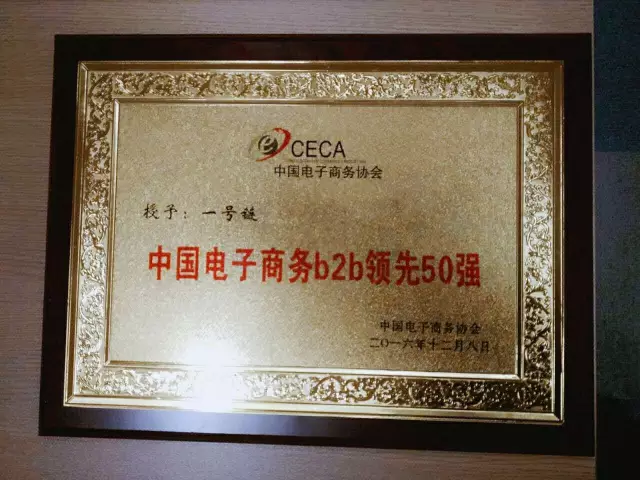 CECA
中国电子商务协会
授予：一号链
中国电子商务b2b领先50强
中国电子商务协会
二〇一六年十二月八日